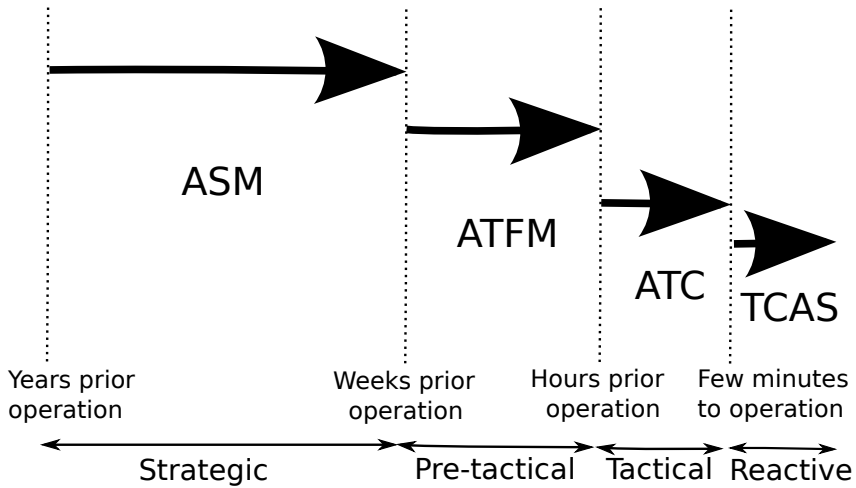 ASM
ATFM
ATC
TCAS
Years prior
operation
Weeks prior
operation
Hours prior
operation
Few minutes
to operation
Strategic
Pre-tactical
Tactical
Reactive